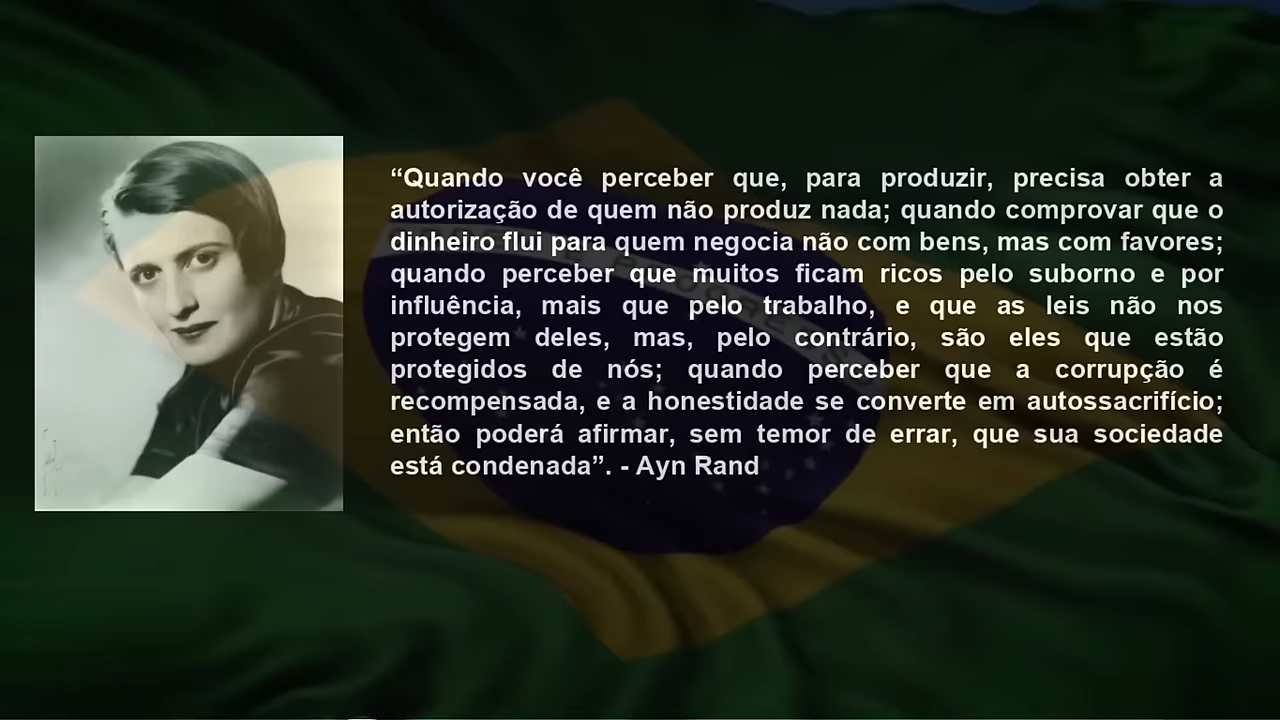 “Quando você perceber que, para produzir, precisa obter a
autorização de quem não produz nada; quando comprovar que o
dinheiro flui para quem negocia não com bens, mas com favores;
quando perceber que muitos ficam ricos pelo suborno e por
influência, mais que pelo trabalho, e que as leis não nos
protegem deles, mas, pelo contrário, são eles que estão
protegidos de nós; quando perceber que a corrupção é
recompensada, e a honestidade se converte em autossacrifício;
então poderá afirmar, sem temor de errar, que sua sociedade
está condenada”. - Ayn Rand